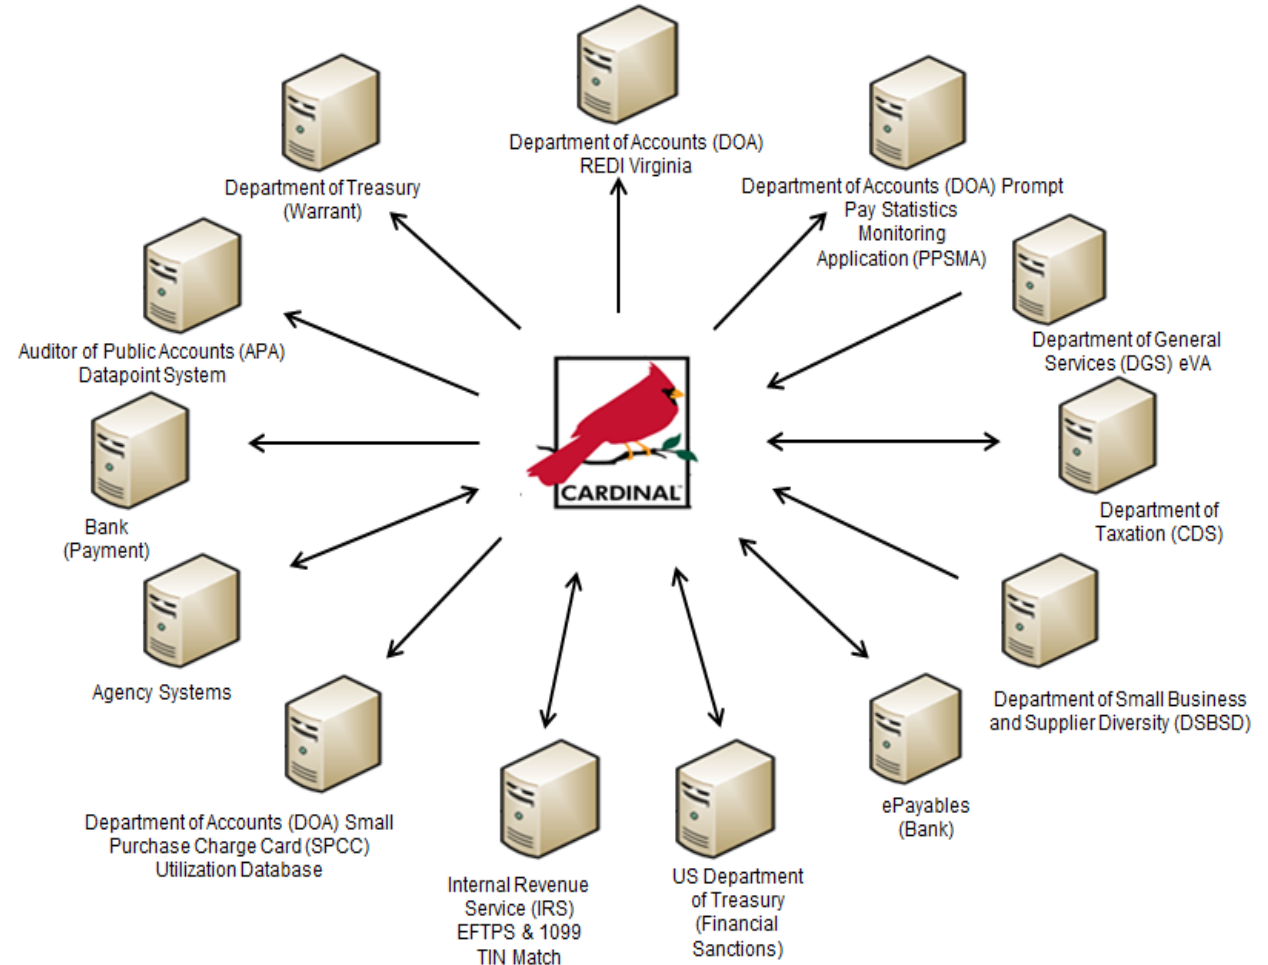 Department of Accounts (DOA)
REDI Virginia
Department of Treasury
(Warrant)
Department of Accounts (DOA) Prompt
Pay Statistics
Monitoring
Application (PPSMA)
Auditor of Public Accounts (APA)
Datapoint System
Department of General
Services (DGS) eVA
CARDINAL
Bank
(Payment)
Department of
Taxation (CDS)
Agency Systems
Department of Small Business
and Supplier Diversity (DSBSD)
Department of Accounts (DOA) Small
Purchase Charge Card (SPCC)
Utilization Database
ePayables
(Bank)
Internal Revenue
Service (IRS)
EFTPS & 1099
TIN Match
US Department
of Treasury
(Financial
Sanctions)